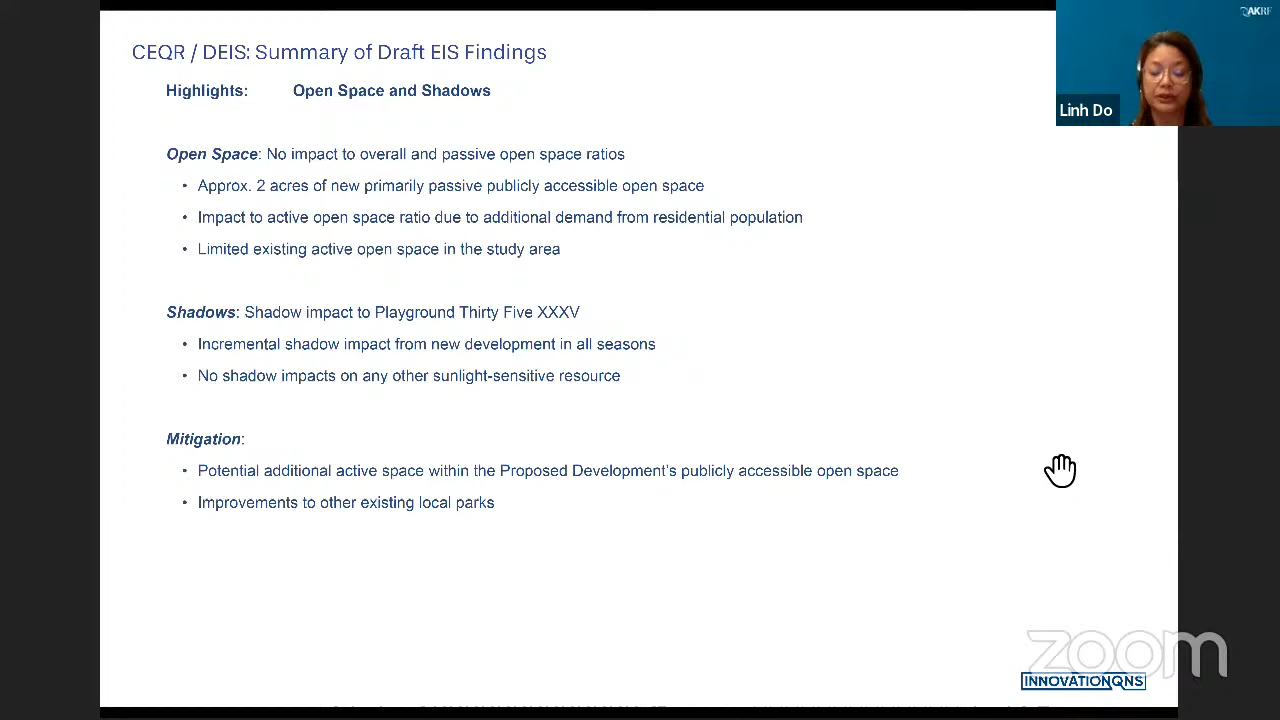 CEQR / DEIS: Summary of Draft EIS Findings
AKRF
Highlights: Open Space and Shadows
Linh Do
Open Space: No impact to overall and passive open space ratios
• Approx. 2 acres of new primarily passive publicly accessible open space
• Impact to active open space ratio due to additional demand from residential population
• Limited existing active open space in the study area
Shadows: Shadow impact to Playground Thirty Five XXXV
• Incremental shadow impact from new development in all seasons
• No shadow impacts on any other sunlight-sensitive resource
Mitigation:
• Potential additional active space within the Proposed Development's publicly accessible open space
• Improvements to other existing local parks
zoom
INNOVATIONQNS